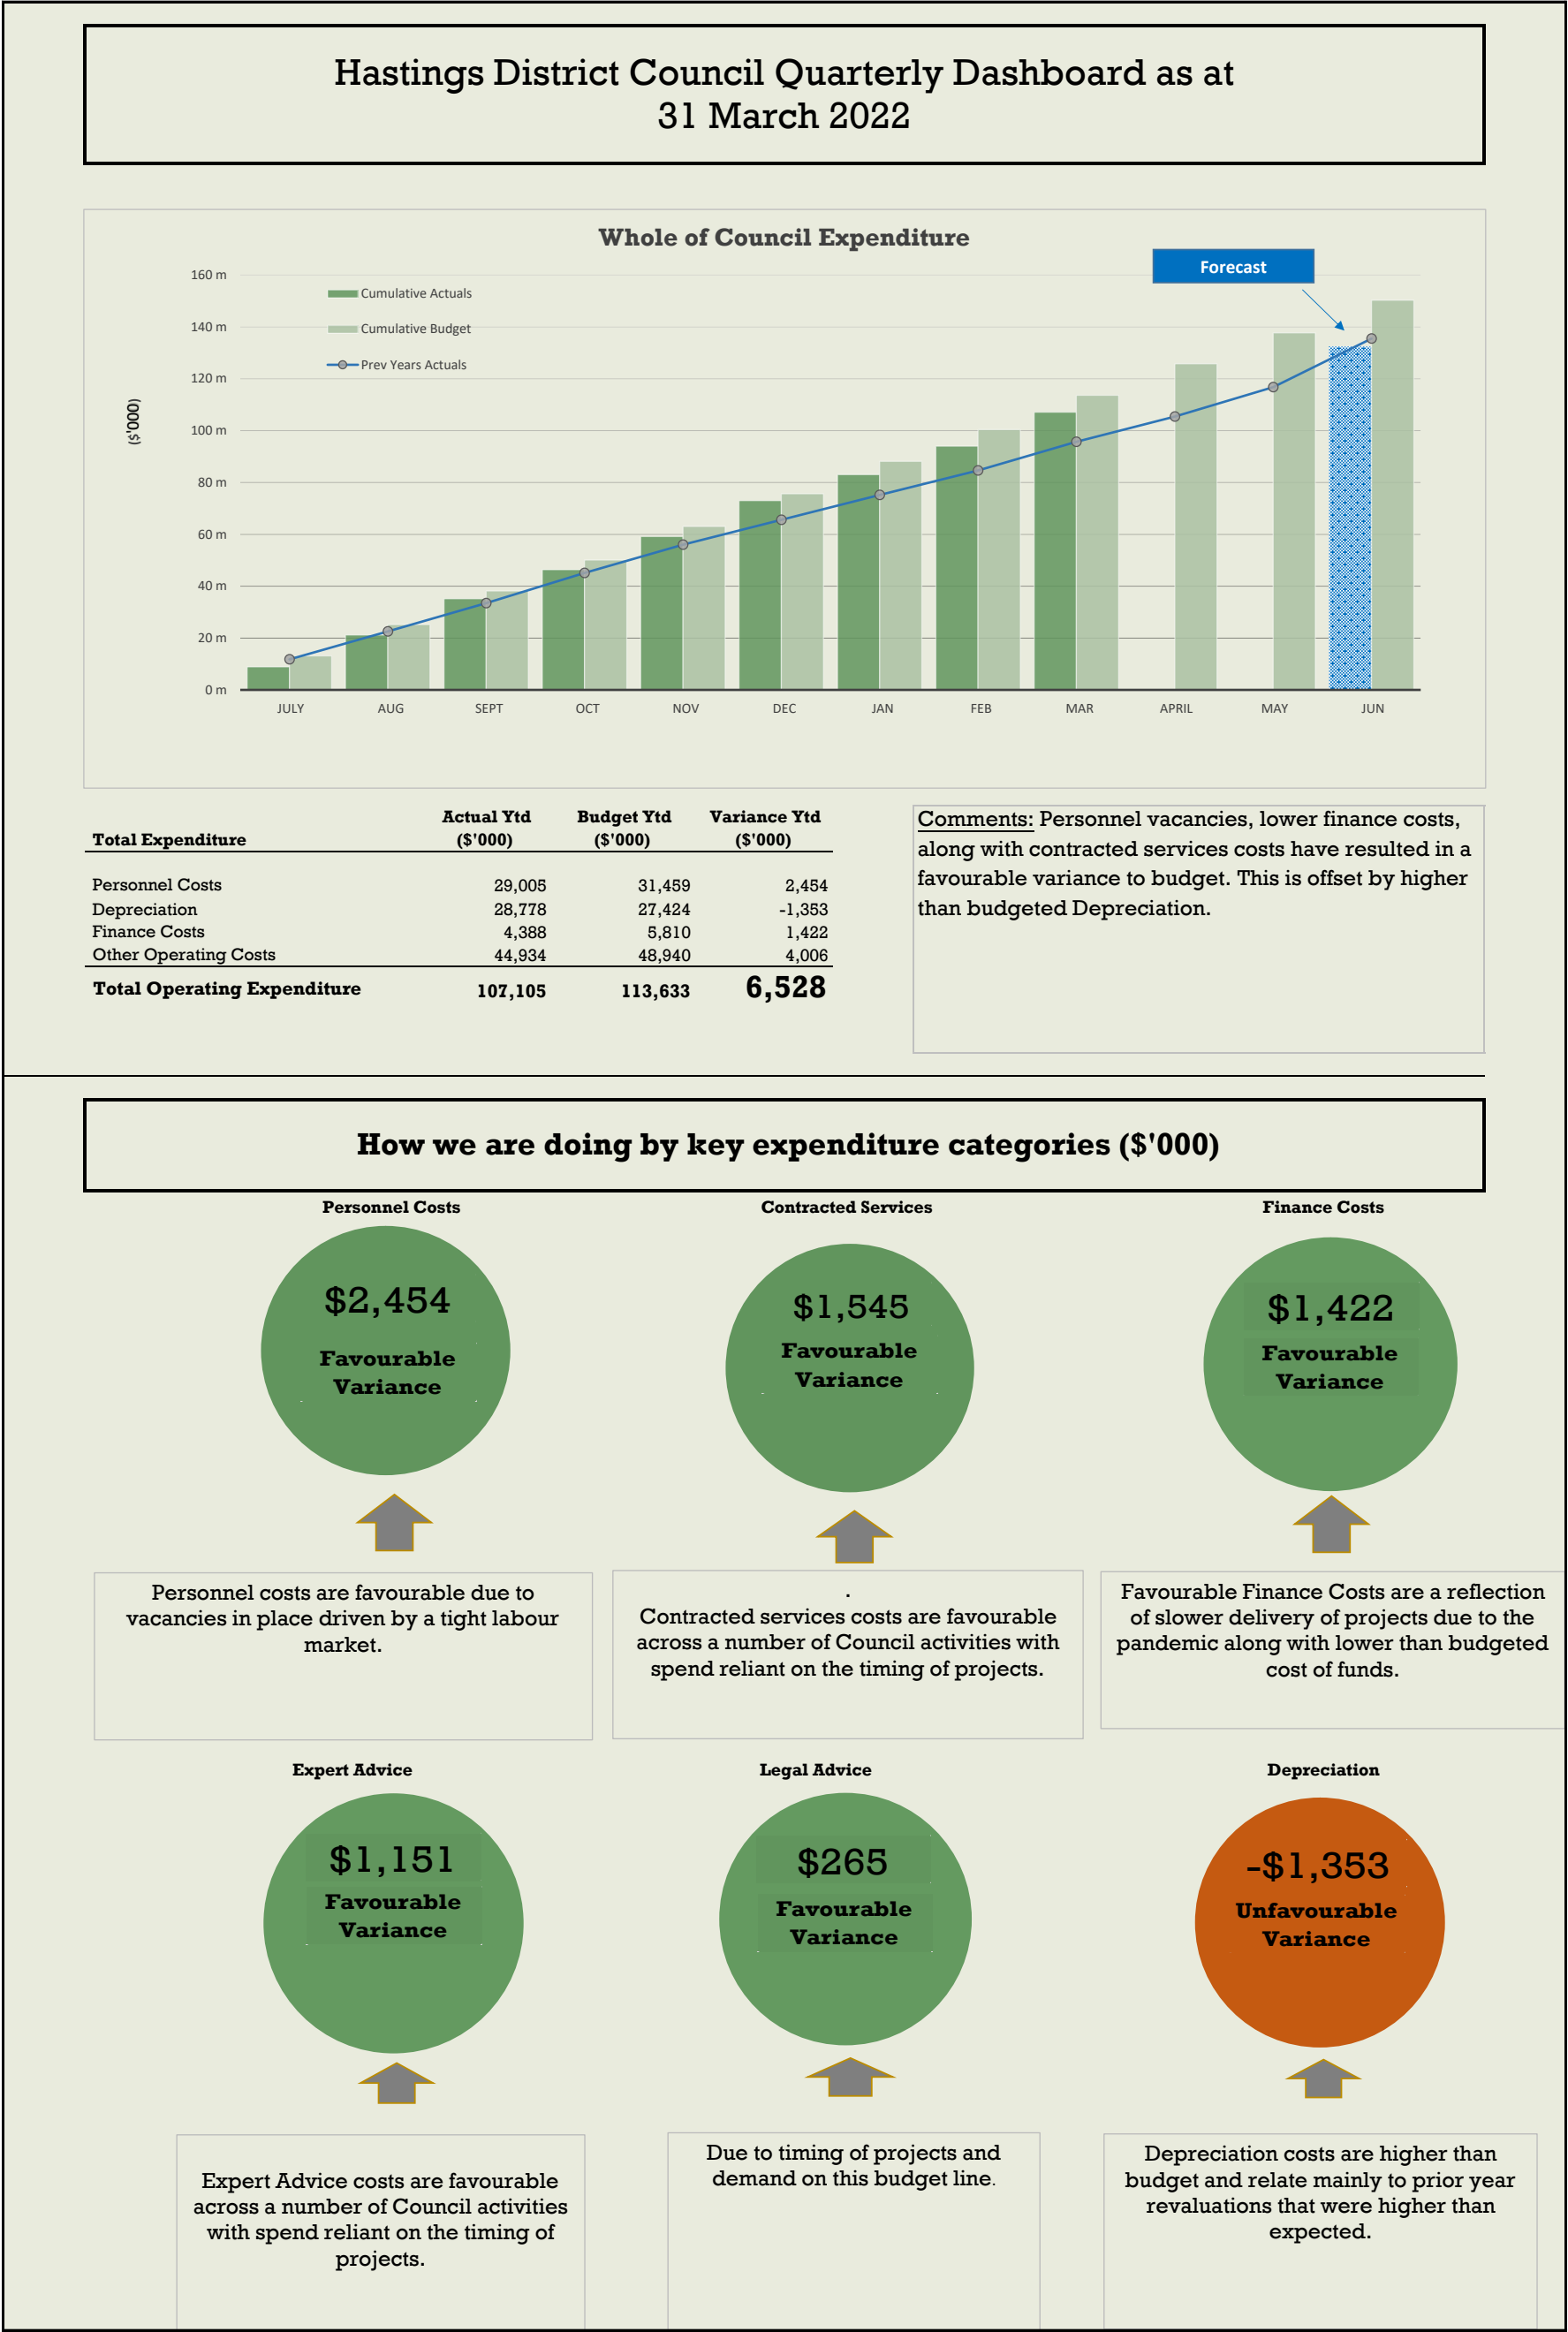 Hastings District Council Quarterly Dashboard as at
31 March 2022
Whole of Council Expenditure
Forecast
160 m
140 m
120 m
100 m
80 m
60 m
40 m
20 m
0 m
($'000)
Cumulative Actuals
Cumulative Budget
Prev Years Actuals
JULY AUG SEPT OCT NOV DEC JAN FEB MAR APRIL MAY JUN
Actual Ytd Budget Ytd Variance Ytd
Total Expenditure ($'000) ($'000) ($'000)
Personnel Costs 29,005 31,459 2,454
Depreciation 28,778 27,424 -1,353
Finance Costs 4,388 5,810 1,422
Other Operating Costs 44,934 48,940 4,006
Total Operating Expenditure 107,105 113,633 6,528
Comments: Personnel vacancies, lower finance costs,
along with contracted services costs have resulted in a
favourable variance to budget. This is offset by higher
than budgeted Depreciation.
How we are doing by key expenditure categories ($'000)
Personnel Costs
$2,454
Favourable
Variance
Personnel costs are favourable due to
vacancies in place driven by a tight labour
market.
Contracted Services
$1,545
Favourable
Variance
.
Contracted services costs are favourable
across a number of Council activities with
spend reliant on the timing of projects.
Finance Costs
$1,422
Favourable
Variance
Favourable Finance Costs are a reflection
of slower delivery of projects due to the
pandemic along with lower than budgeted
cost of funds.
Expert Advice
$1,151
Favourable
Variance
Expert Advice costs are favourable
across a number of Council activities
with spend reliant on the timing of
projects.
Legal Advice
$265
Favourable
Variance
Due to timing of projects and
demand on this budget line.
Depreciation
-$1,353
Unfavourable
Variance
Depreciation costs are higher than
budget and relate mainly to prior year
revaluations that were higher than
expected.